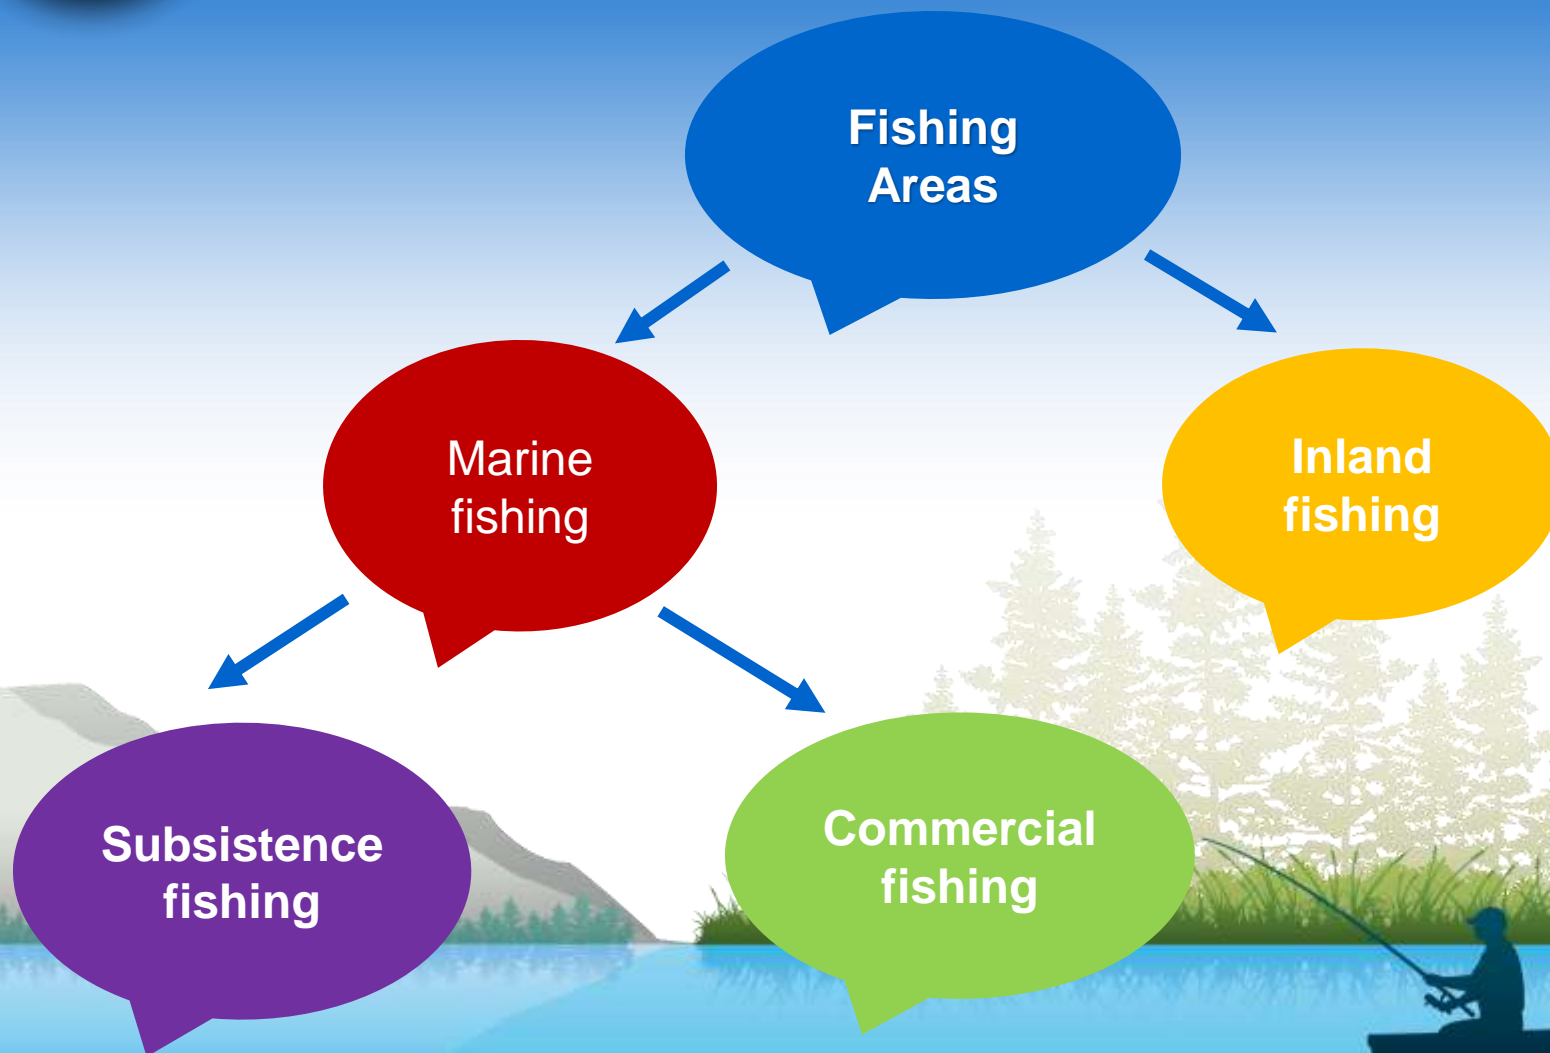 Fishing
Areas
Marine
fishing
Inland
fishing
Subsistence
fishing
Commercial
fishing